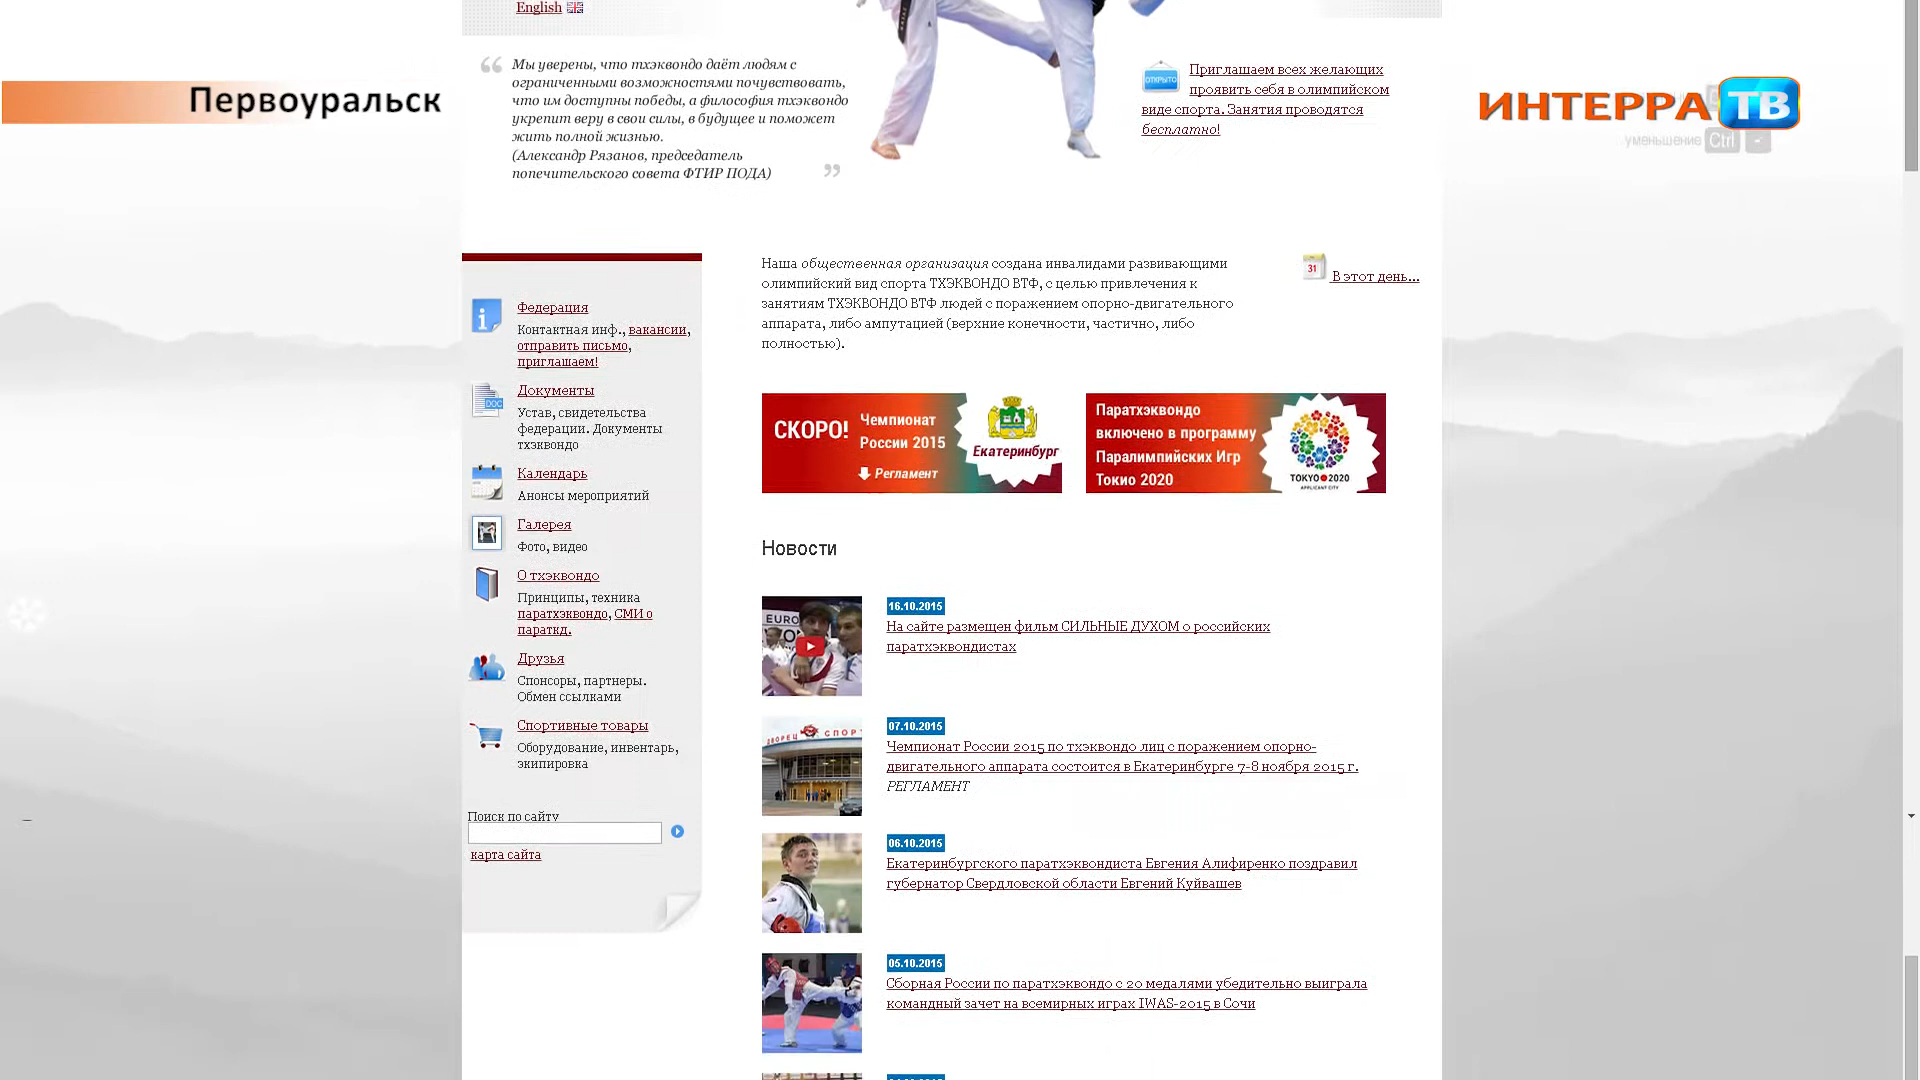 English
Мы уверены, что тхэквондо даёт людям с
ограниченными возможностями почувствовать,
что им доступны победы, а философия тхэквондо
укрепит веру в свои силы, в будущее и поможет
жить полной жизнью.
(Александр Рязанов, председатель
попечительского совета ФТИР ПОДА)
Первоуральск
ОТКРЫТО
Приглашаем всех желающих
проявить себя в олимпийском
виде спорта. Занятия проводятся
бесплатно!
ИНТЕРРА ТВ
уменьшение Ctrl -
Наша общественная организация создана инвалидами развивающими
олимпийский вид спорта ТХЭКВОНДО ВТФ, с целью привлечения к
занятиям ТХЭКВОНДО ВТФ людей с поражением опорно-двигательного
аппарата, либо ампутацией (верхние конечности, частично, либо
полностью).
31 В этот день...
Федерация
Контактная инф., вакансии,
отправить письмо,
приглашаем!
DOC
Документы
Устав, свидетельства
федерации. Документы
тхэквондо
Календарь
Анонсы мероприятий
Галерея
Фото, видео
О тхэквондо
Принципы, техника
паратхэквондо, СМИ о
параткд.
Друзья
Спонсоры, партнеры.
Обмен ссылками
Спортивные товары
Оборудование, инвентарь,
экипировка
Поиск по сайту
карта сайта
СКОРО!
Чемпионат
России 2015
Регламент
Екатеринбург
Паратхэквондо
включено в программу
Паралимпийских Игр
Токио 2020
TOKYO 2020
APPLICANT CITY
Новости
EURO
16.10.2015
На сайте размещен фильм СИЛЬНЫЕ ДУХОМ о российских
паратхэквондистах
ДВОРЕЦ СПОР
07.10.2015
Чемпионат России 2015 по тхэквондо лиц с поражением опорно-
двигательного аппарата состоится в Екатеринбурге 7-8 ноября 2015 г.
РЕГЛАМЕНТ
06.10.2015
Екатеринбургского паратхэквондиста Евгения Алифиренко поздравил
губернатор Свердловской области Евгений Куйвашев
05.10.2015
Сборная России по паратхэквондо с 20 медалями убедительно выиграла
командный зачет на всемирных играх IWAS-2015 в Сочи